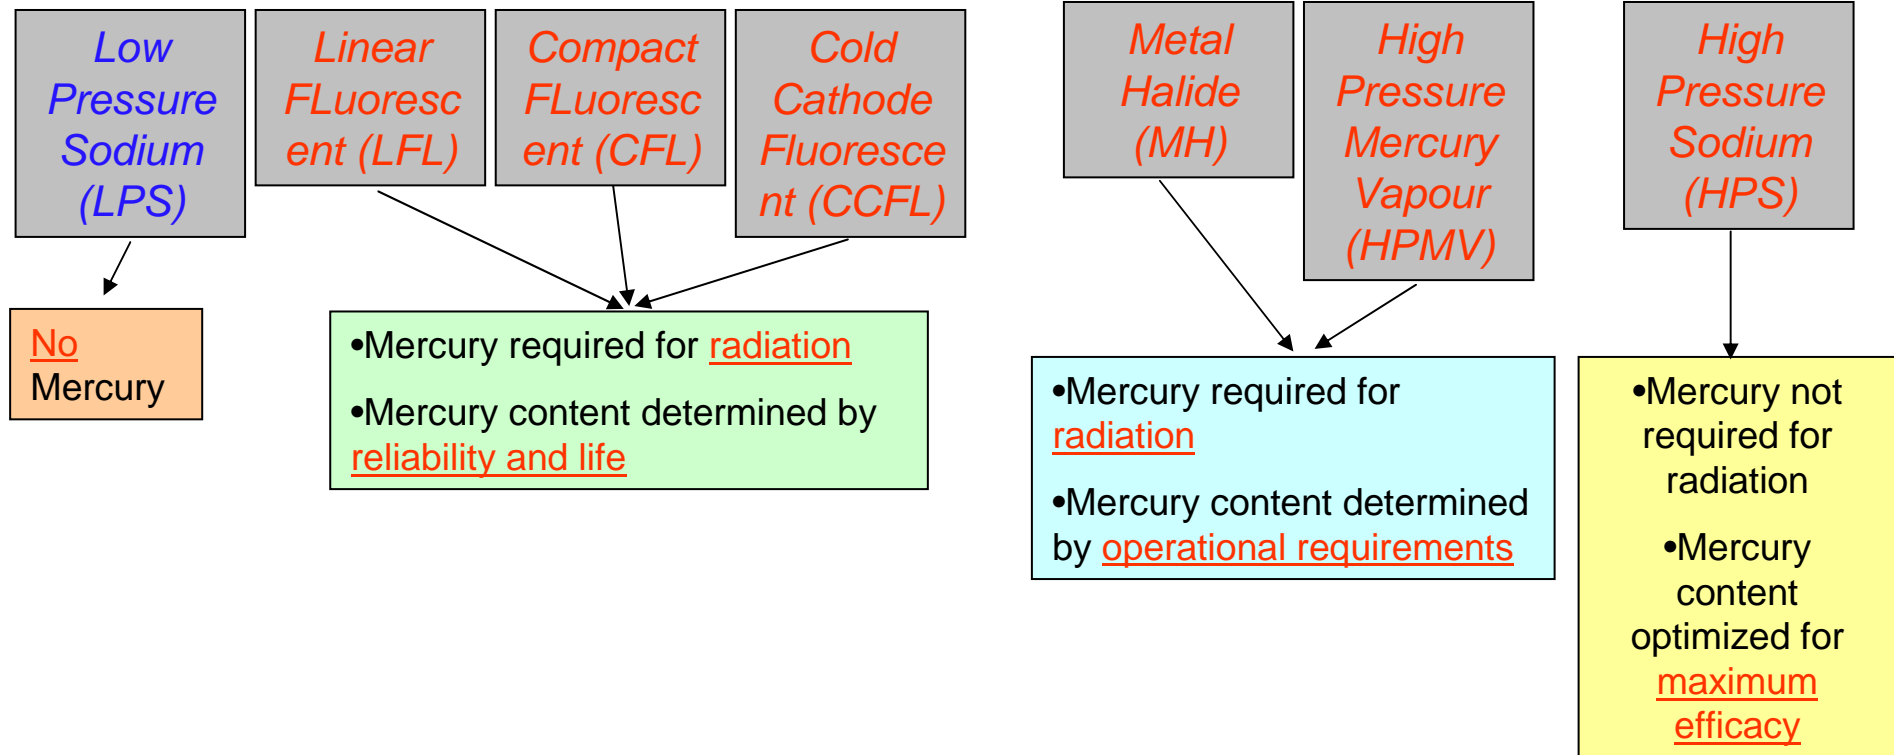 Low
Pressure
Sodium
(LPS)
Linear
FLuoresc
ent (LFL)
Compact
FLuoresc
ent (CFL)
Cold
Cathode
Fluoresce
nt (CCFL)
Metal
Halide
(MH)
High
Pressure
Mercury
Vapour
(HPMV)
High
Pressure
Sodium
(HPS)
No
Mercury
•Mercury required for radiation
•Mercury content determined by
reliability and life
•Mercury required for
radiation
•Mercury content determined
by operational requirements
•Mercury not
required for
radiation
•Mercury
content
optimized for
maximum
efficacy